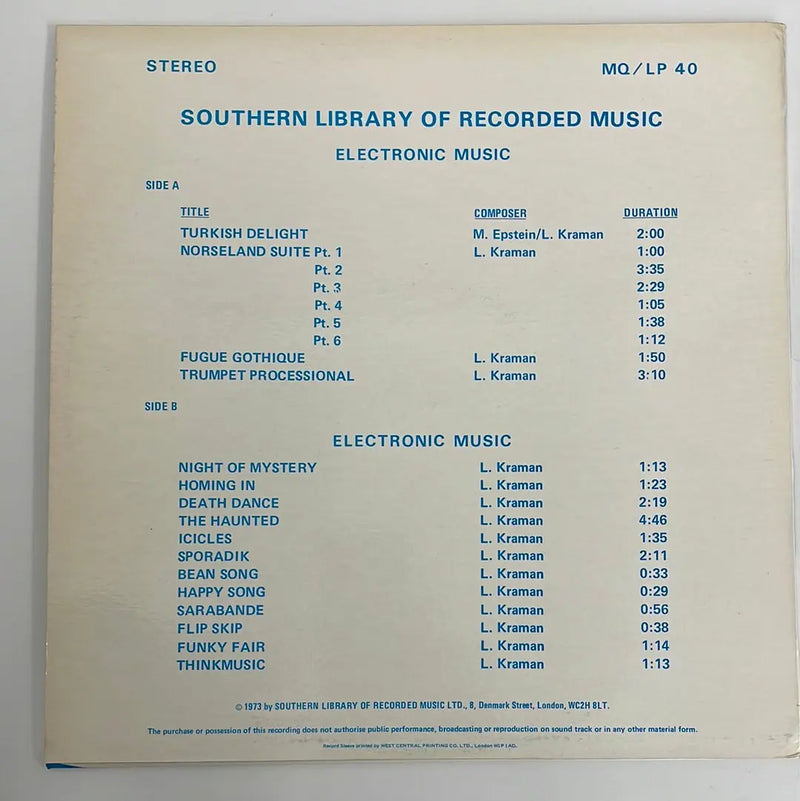 STEREO MQ/LP 40
SOUTHERN LIBRARY OF RECORDED MUSIC
ELECTRONIC MUSIC
SIDE A
TITLE COMPOSER DURATION
TURKISH DELIGHT M. Epstein/L. Kraman 2:00
NORSELAND SUITE Pt. 1 L. Kraman 1:00
Pt. 2 3:35
Pt. 3 2:29
Pt. 4 1:05
Pt. 5 1:38
Pt. 6 1:12
FUGUE GOTHIQUE L. Kraman 1:50
TRUMPET PROCESSIONAL L. Kraman 3:10
SIDE B
ELECTRONIC MUSIC
NIGHT OF MYSTERY L. Kraman 1:13
HOMING IN L. Kraman 1:23
DEATH DANCE L. Kraman 2:19
THE HAUNTED L. Kraman 4:46
ICICLES L. Kraman 1:35
SPORADIK L. Kraman 2:11
BEAN SONG L. Kraman 0:33
HAPPY SONG L. Kraman 0:29
SARABANDE L. Kraman 0:56
FLIP SKIP L. Kraman 0:38
FUNKY FAIR L. Kraman 1:14
THINKMUSIC L. Kraman 1:13
© 1973 by SOUTHERN LIBRARY OF RECORDED MUSIC LTD., 8, Denmark Street, London, WC2H 8LT.
The purchase or possession of this recording does not authorise public performance, broadcasting or reproduction on sound track or in any other material form.
Record Sleeve printed by WEST CENTRAL PRINTING CO. LTD., London